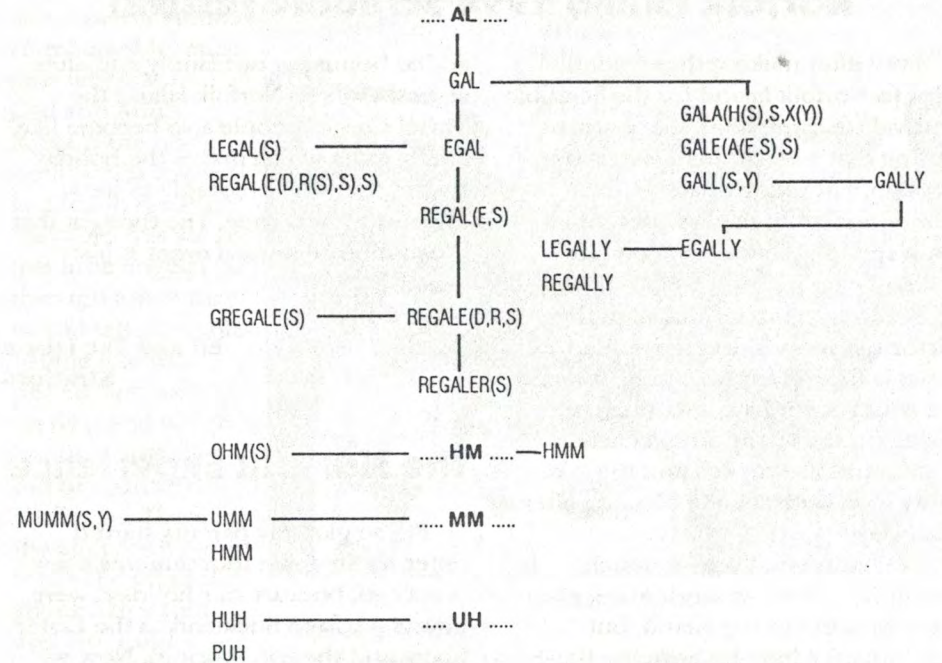 ..... AL .....
GAL
GALA(H(S),S,X(Y))
LEGAL(S) EGAL GALE(A(E,S),S)
REGAL(E(D,R(S),S),S) GALL(S,Y) GALLY
REGAL(E,S)
LEGALLY EGALLY
REGALLY
GREGALE(S) REGALE(D,R,S)
REGALER(S)
OHM(S) ..... HM ..... HMM
MUMM(S,Y) UMM ..... MM .....
HMM
HUH ..... UH .....
PUH